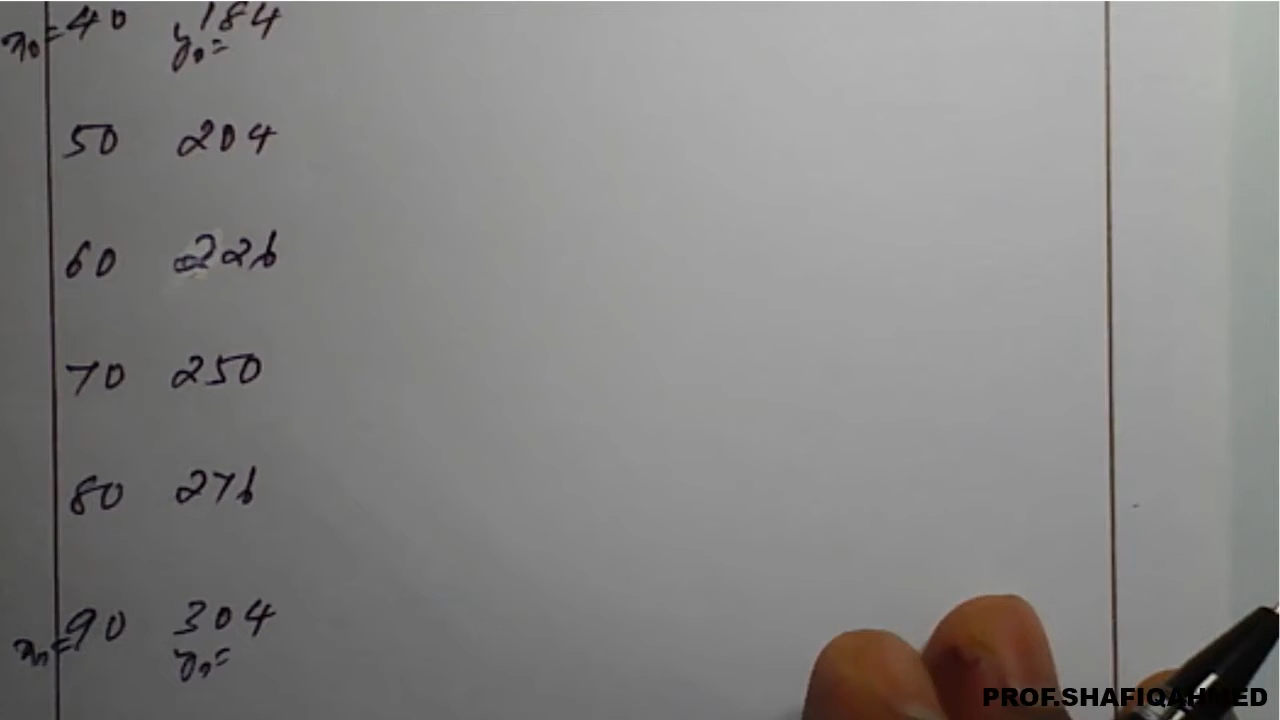 x₀ = 40 184
y₀ =
50 204
60 226
70 250
80 276
xₙ = 90 304
yₙ =
PROF.SHAFIQAHMED